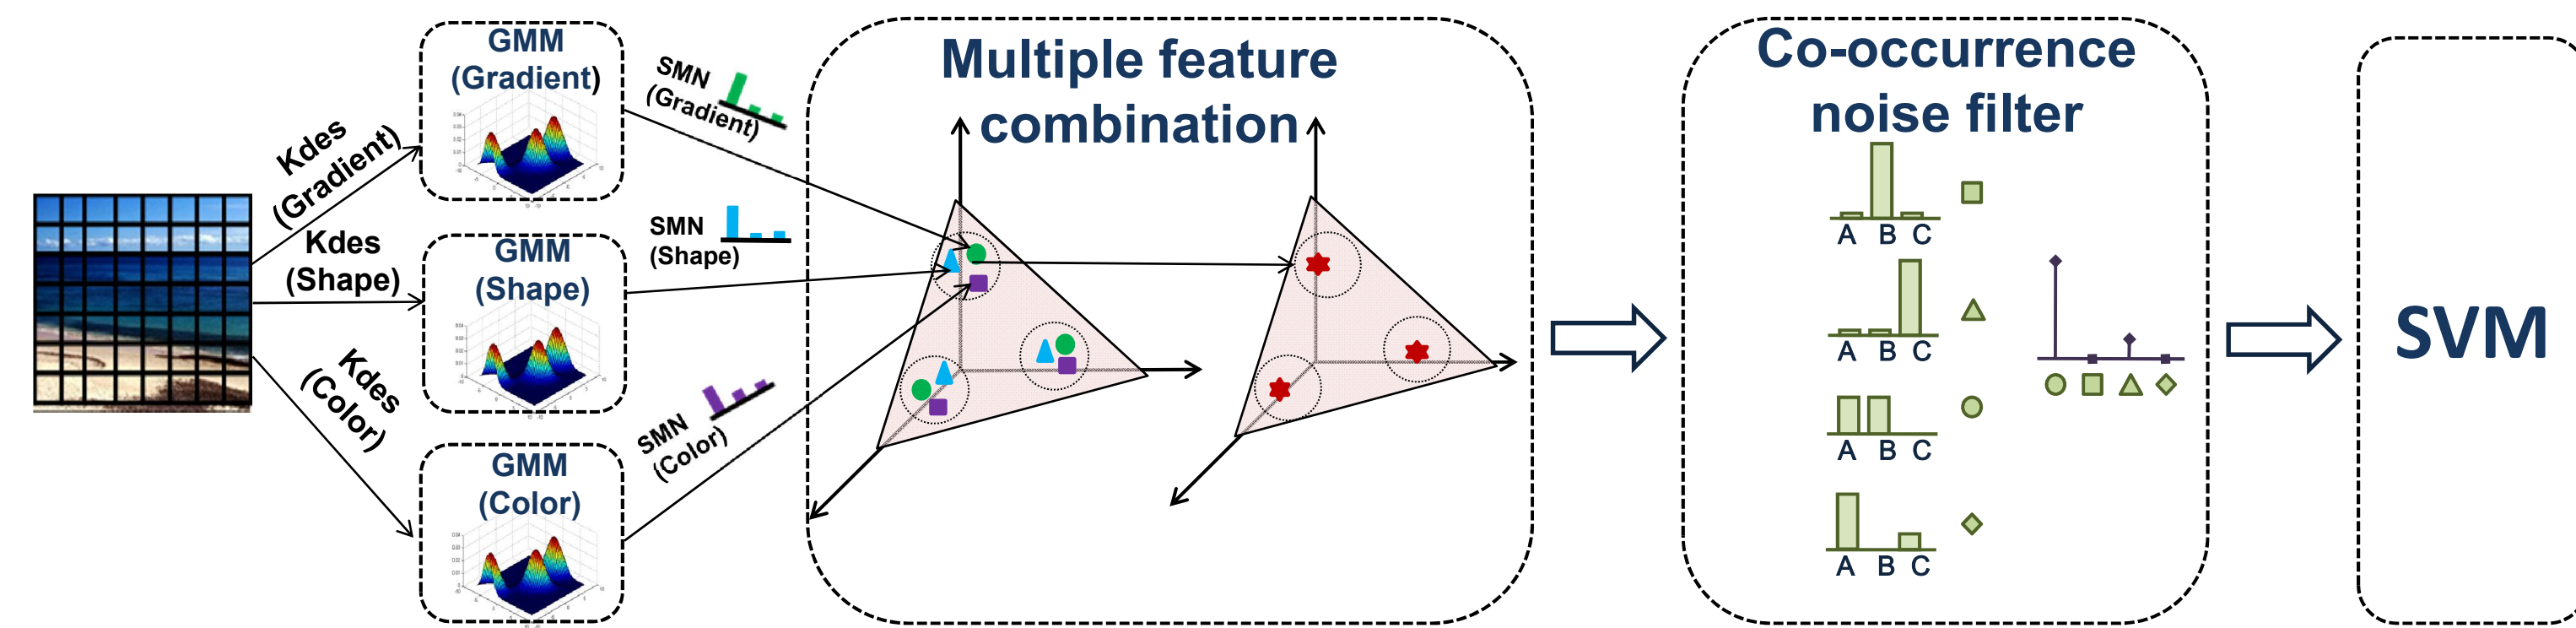 Kdes
(Gradient)
Kdes
(Shape)
Kdes
(Color)
GMM
(Gradient)
GMM
(Shape)
GMM
(Color)
SMN
(Gradient)
SMN
(Shape)
SMN
(Color)
Multiple feature
combination
Co-occurrence
noise filter
A B C
A B C
A B C
A B C
SVM